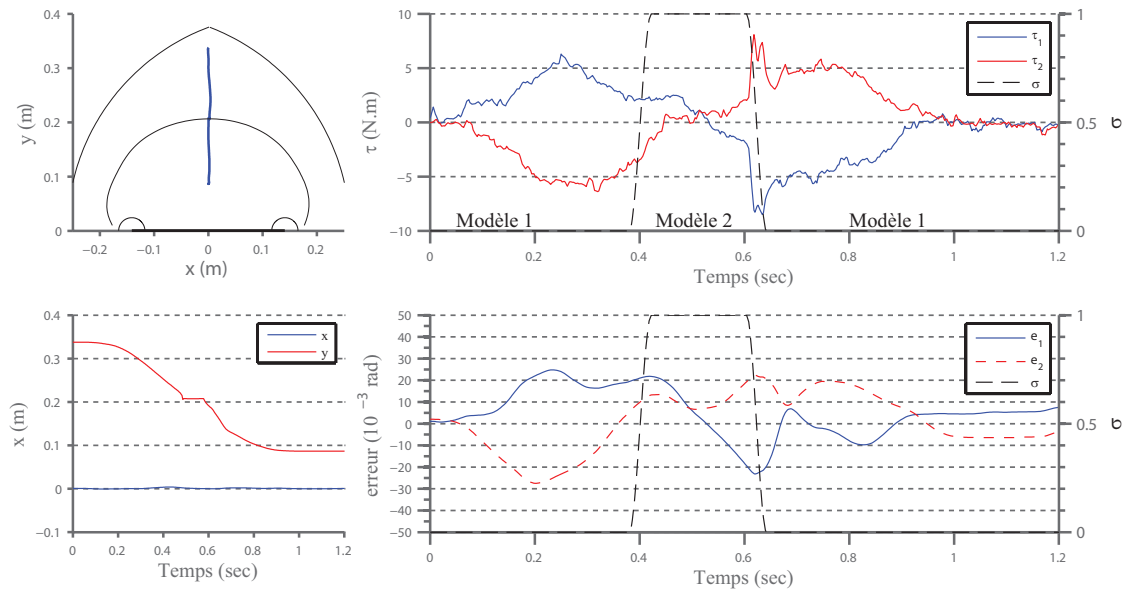 0.4
0.3
0.2
0.1
0
−0.2
−0.1
0
0.1
0.2
y (m)
x (m)
10
5
0
−5
−10
τ (N.m)
1
0.5
0
σ
τ1
τ2
σ
Modèle 1
Modèle 2
Modèle 1
0
0.2
0.4
0.6
0.8
1
1.2
Temps (sec)
0.4
0.3
0.2
0.1
0
−0.1
x (m)
x
y
0
0.2
0.4
0.6
0.8
1
1.2
Temps (sec)
50
40
30
20
10
0
−10
−20
−30
−40
−50
erreur (10⁻³ rad)
1
0.5
0
σ
e1
e2
σ
0
0.2
0.4
0.6
0.8
1
1.2
Temps (sec)